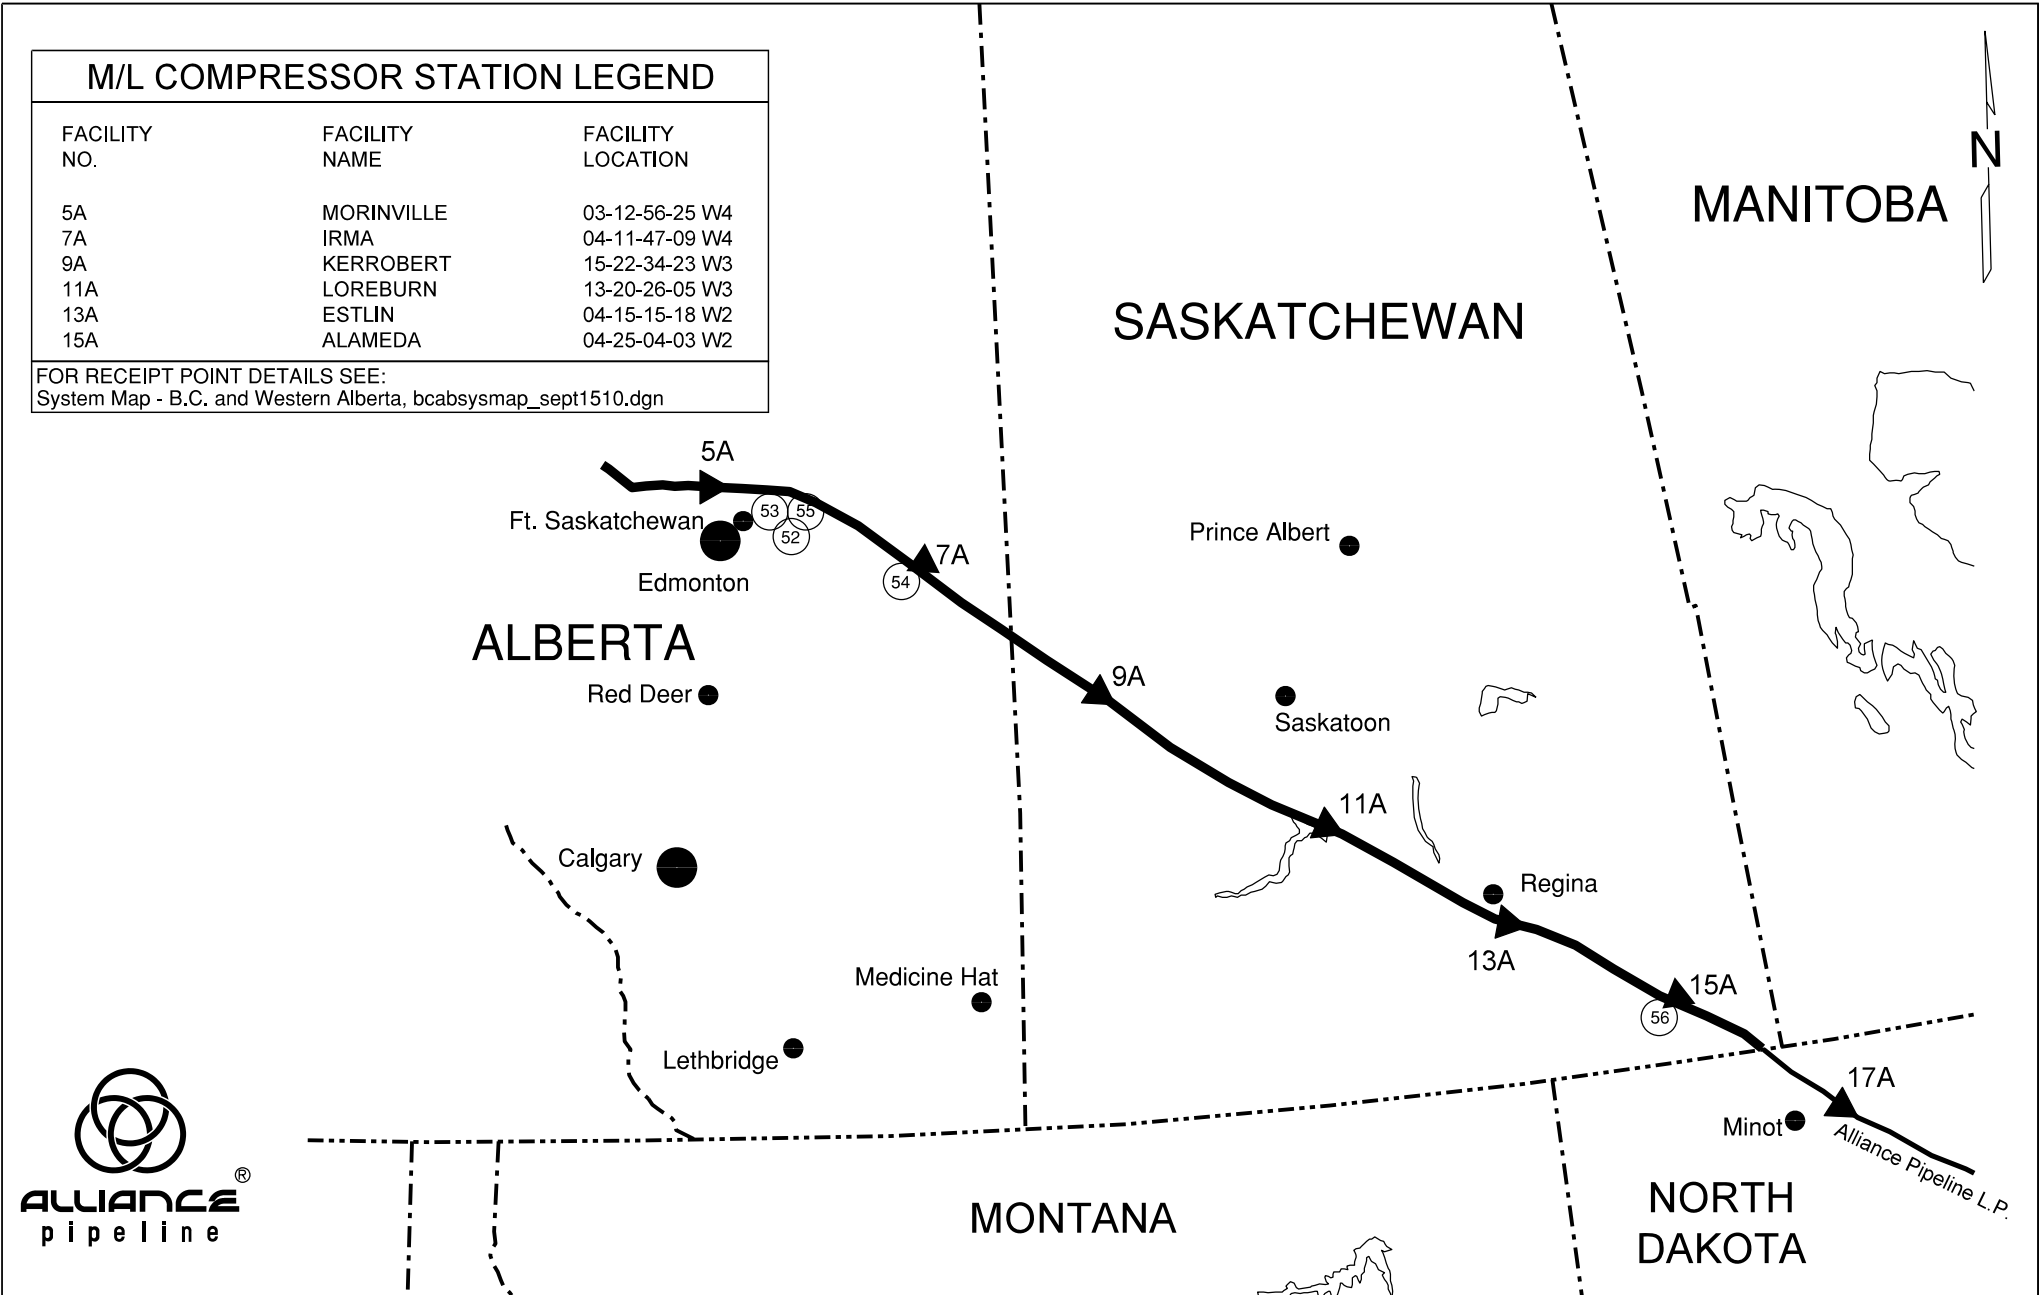 M/L COMPRESSOR STATION LEGEND
FACILITY NO. FACILITY NAME FACILITY LOCATION
5A MORINVILLE 03-12-56-25 W4
7A IRMA 04-11-47-09 W4
9A KERROBERT 15-22-34-23 W3
11A LOREBURN 13-20-26-05 W3
13A ESTLIN 04-15-15-18 W2
15A ALAMEDA 04-25-04-03 W2
FOR RECEIPT POINT DETAILS SEE:
System Map - B.C. and Western Alberta, bcabsysmap_sept1510.dgn
N
MANITOBA
SASKATCHEWAN
5A
53
55
Ft. Saskatchewan
52
Prince Albert
7A
Edmonton
54
ALBERTA
9A
Red Deer
Saskatoon
11A
Calgary
Regina
13A
Medicine Hat
15A
56
Lethbridge
17A
Minot
Alliance Pipeline L.P.
ALLIANCE®
pipeline
MONTANA
NORTH
DAKOTA